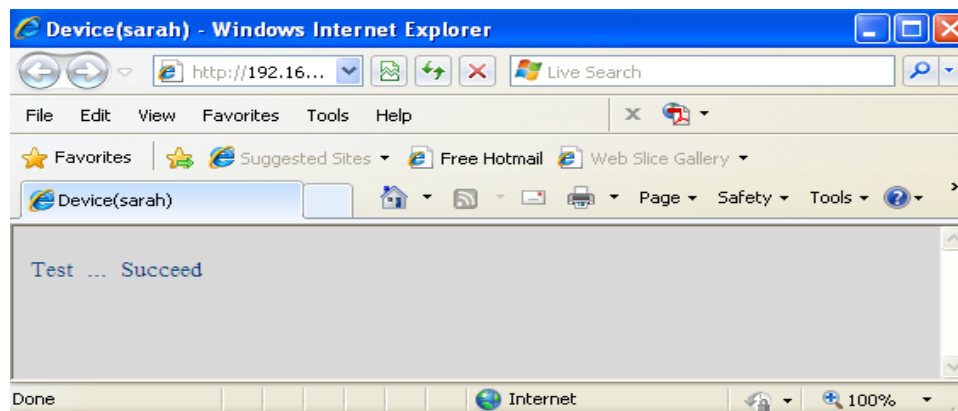 Device(sarah) - Windows Internet Explorer
http://192.16... Live Search
File Edit View Favorites Tools Help
Favorites Suggested Sites Free Hotmail Web Slice Gallery
Device(sarah) Page Safety Tools
Test ... Succeed
Done Internet 100%